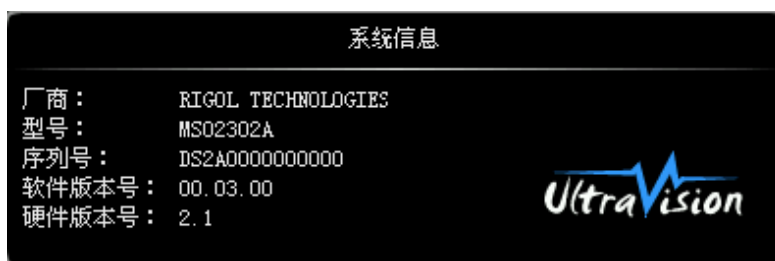 系统信息
厂商： RIGOL TECHNOLOGIES
型号： MSO2302A
序列号： DS2A0000000000
软件版本号： 00.03.00
硬件版本号： 2.1
UltraVision